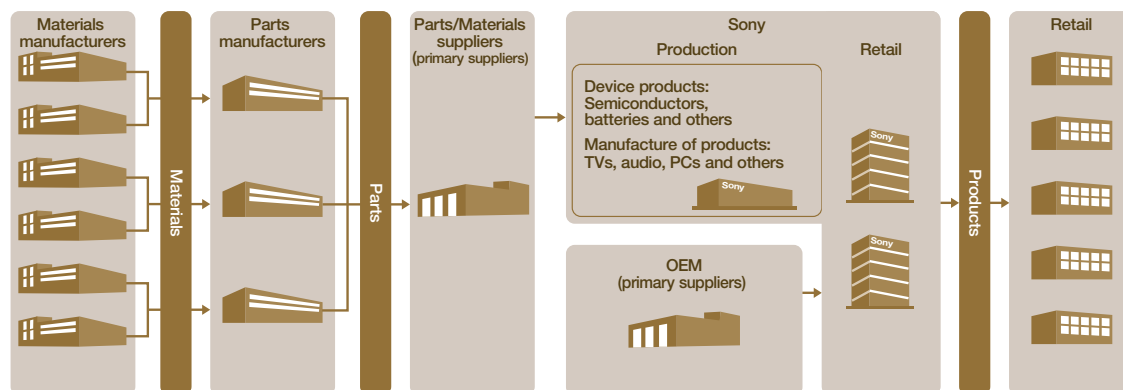 Materials
manufacturers
Materials
Parts
manufacturers
Parts
Parts/Materials
suppliers
(primary suppliers)
Sony
Production
Device products:
Semiconductors,
batteries and others
Manufacture of products:
TVs, audio, PCs and others
Sony
Retail
Sony
Sony
OEM
(primary suppliers)
Products
Retail